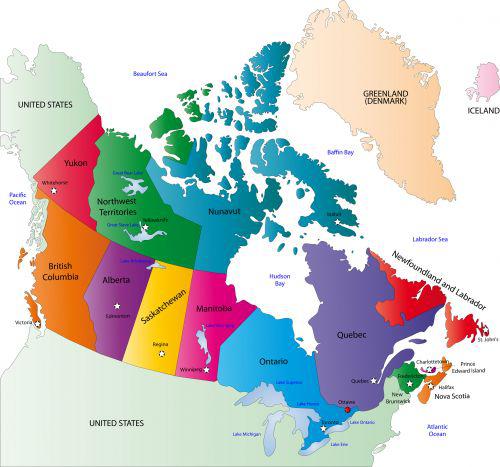 Beaufort Sea
GREENLAND
(DENMARK)
ICELAND
UNITED STATES
Baffin Bay
Yukon
Great Bear Lake
Whitehorse
Pacific
Ocean
Northwest
Territories
Nunavut
Iqaluit
Yellowknife
Great Slave Lake
Labrador Sea
Newfoundland and Labrador
British
Columbia
Lake Athabasca
Alberta
Hudson
Bay
Saskatchewan
Manitoba
Edmonton
Victoria
Lake Winnipeg
Quebec
St. John's
Regina
Ontario
Charlottetown
Prince
Edward Island
Winnipeg
Lake Superior
Quebec
Fredericton
Halifax
New
Brunswick
Nova Scotia
Ottawa
Lake Huron
UNITED STATES
Toronto
Lake Ontario
Atlantic
Ocean
Lake Michigan
Lake Erie